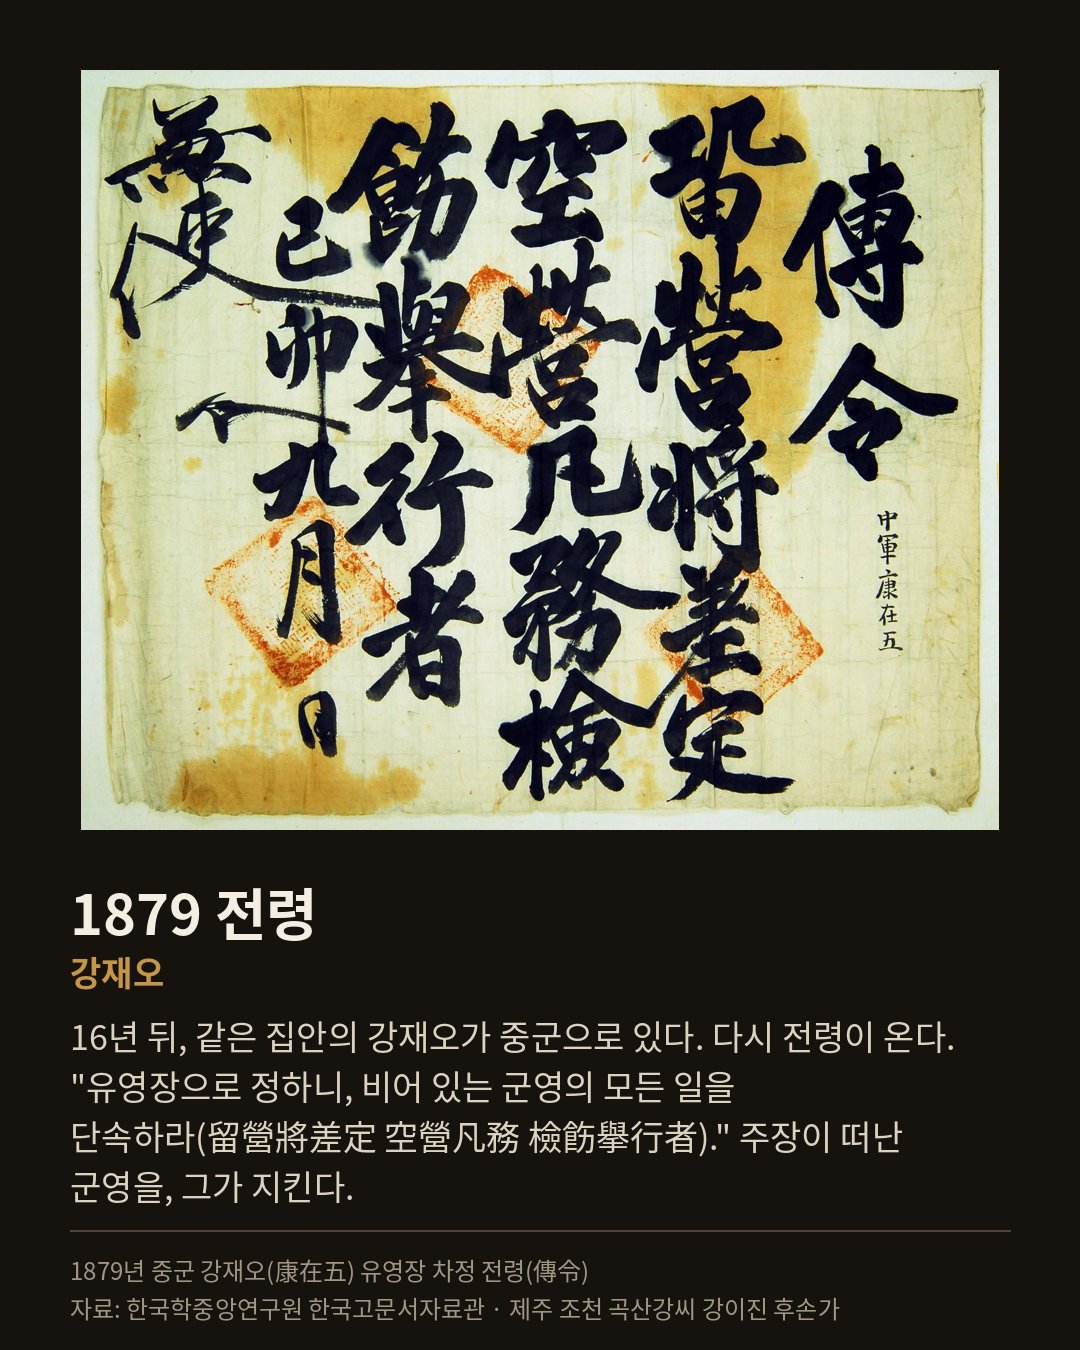 傳令
中軍康在五
留營將差定
空營凡務檢
飭擧行者
己卯九月 日
兼使
1879 전령
강재오
16년 뒤, 같은 집안의 강재오가 중군으로 있다. 다시 전령이 온다.
"유영장으로 정하니, 비어 있는 군영의 모든 일을
단속하라(留營將差定 空營凡務 檢飭擧行者)." 주장이 떠난
군영을, 그가 지킨다.
1879년 중군 강재오(康在五) 유영장 차정 전령(傳令)
자료: 한국학중앙연구원 한국고문서자료관 · 제주 조천 곡산강씨 강이진 후손가